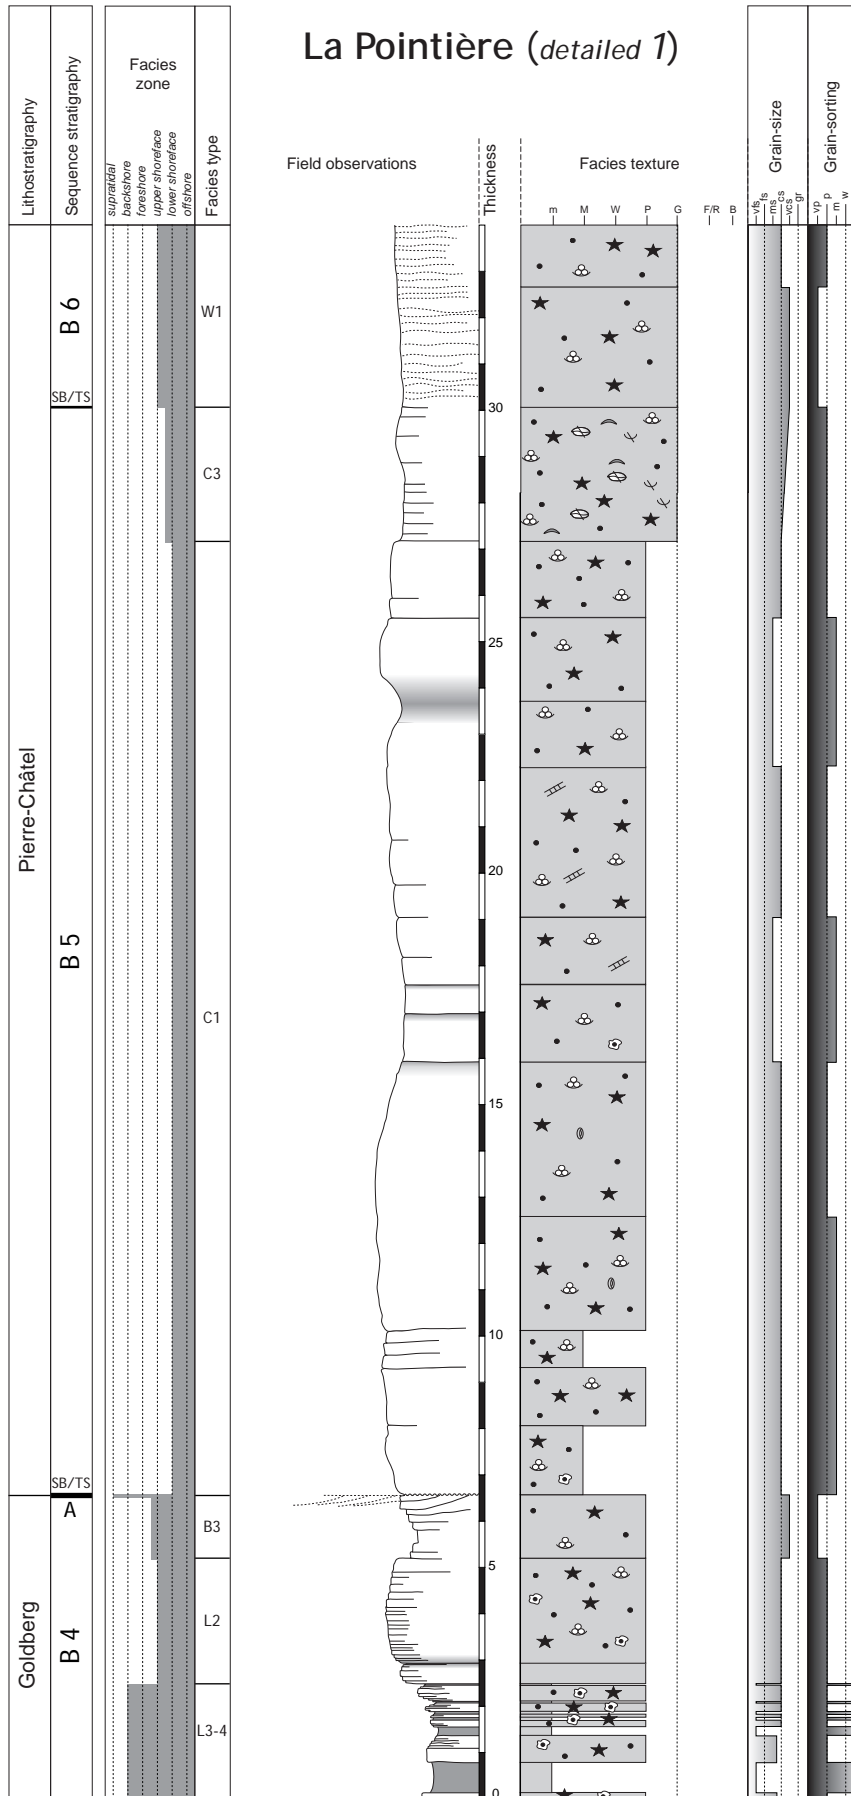 La Pointière (detailed 1)
Lithostratigraphy
Sequence stratigraphy
Facies
zone
supratidal
backshore
foreshore
upper shoreface
lower shoreface
offshore
Facies type
Field observations
Thickness
Facies texture
m M W P G F/R B
Grain-size
vfs fs ms cs vcs gr
Grain-sorting
vp p m w
B 6
W1
SB/TS
30
C3
25
Pierre-Châtel
20
B 5
C1
15
10
SB/TS
A
B3
5
Goldberg
B 4
L2
L3-4
0